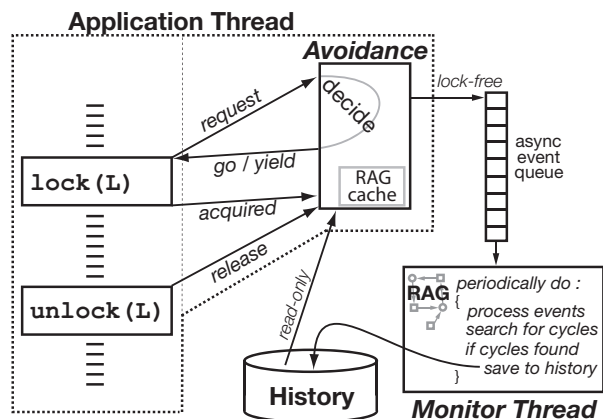 Application Thread
Avoidance
request
decide
lock-free
go / yield
lock(L)
RAG
cache
async
event
queue
acquired
release
unlock(L)
read-only
RAG
periodically do :
{
process events
search for cycles
if cycles found
save to history
}
History
Monitor Thread